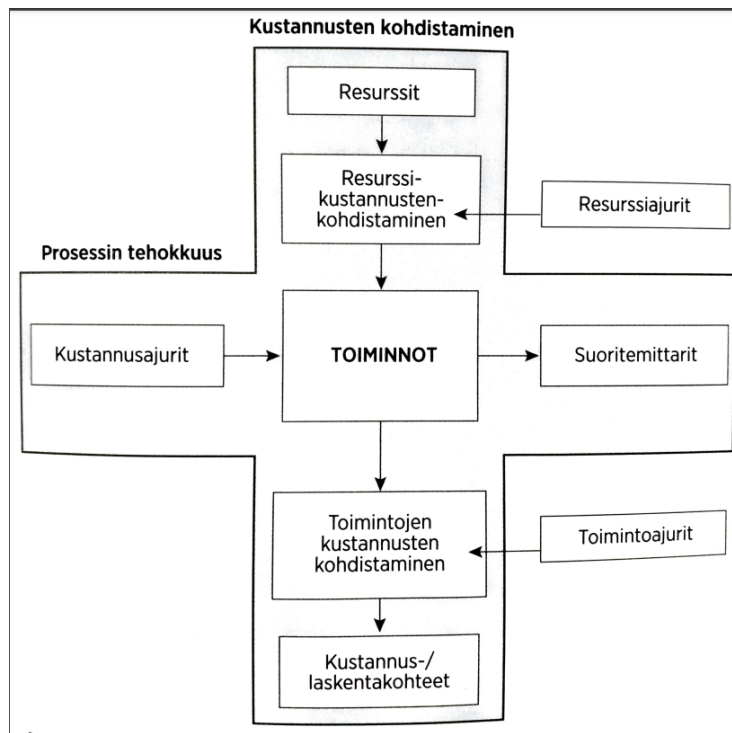 Kustannusten kohdistaminen
Resurssit
Resurssi-
kustannusten-
kohdistaminen
Resurssiajurit
Prosessin tehokkuus
Kustannusajurit
TOIMINNOT
Suoritemittarit
Toimintojen
kustannusten
kohdistaminen
Toimintoajurit
Kustannus-/
laskentakohteet